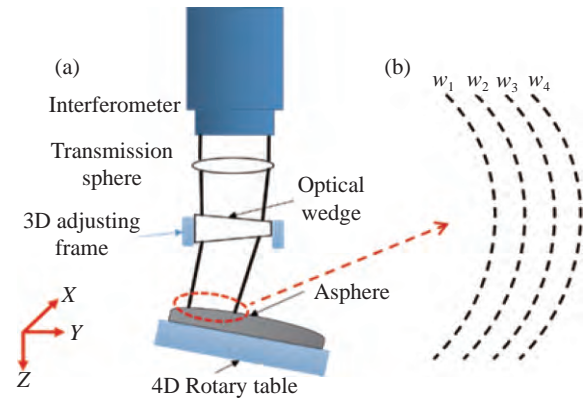 (a)
Interferometer
Transmission
sphere
3D adjusting
frame
Optical
wedge
Asphere
4D Rotary table
X
Y
Z
(b)
w₁ w₂ w₃ w₄